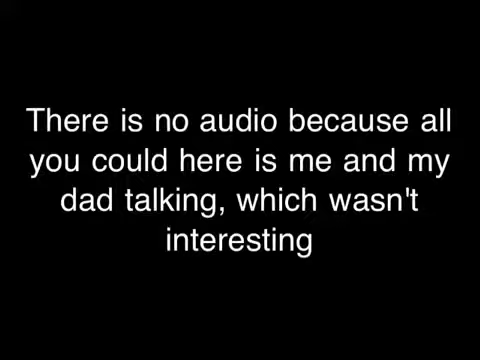 There is no audio because all
you could here is me and my
dad talking, which wasn't
interesting